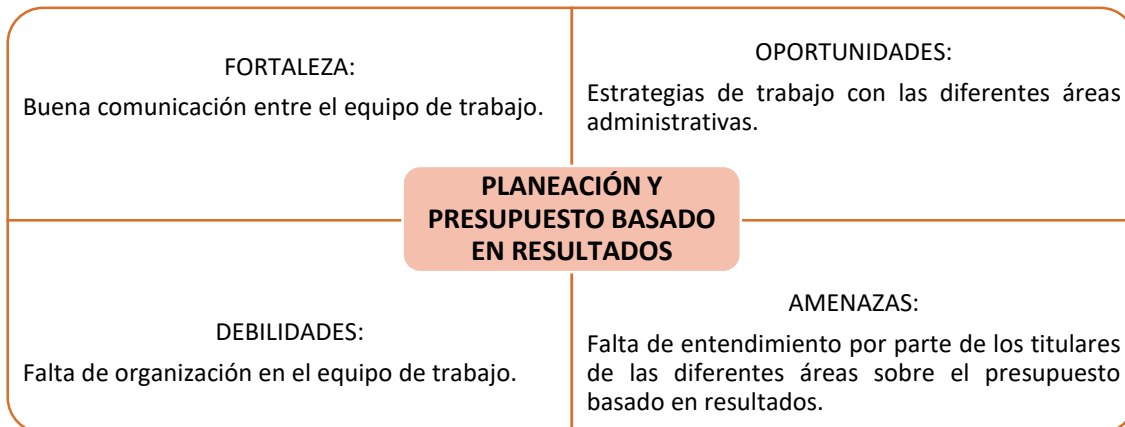 FORTALEZA:
Buena comunicación entre el equipo de trabajo.
OPORTUNIDADES:
Estrategias de trabajo con las diferentes áreas
administrativas.
PLANEACIÓN Y
PRESUPUESTO BASADO
EN RESULTADOS
DEBILIDADES:
Falta de organización en el equipo de trabajo.
AMENAZAS:
Falta de entendimiento por parte de los titulares
de las diferentes áreas sobre el presupuesto
basado en resultados.